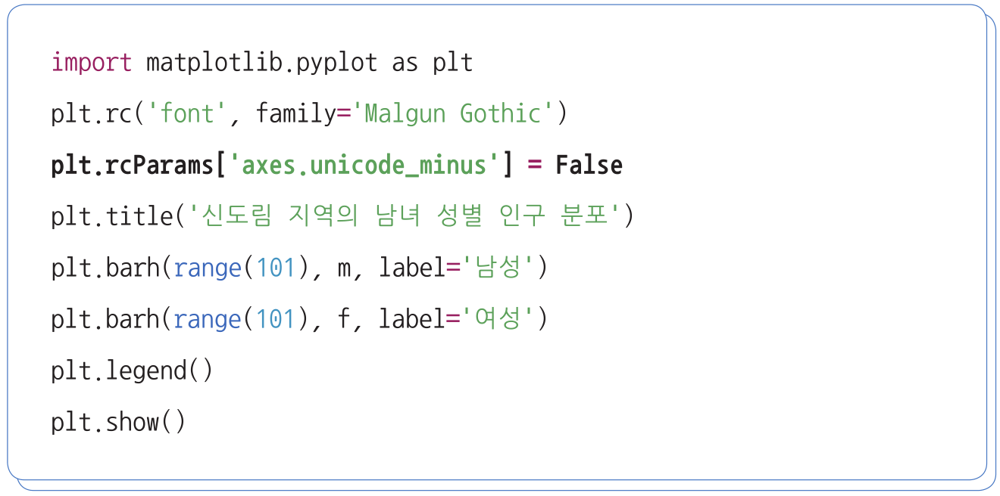 import matplotlib.pyplot as plt
plt.rc('font', family='Malgun Gothic')
plt.rcParams['axes.unicode_minus'] = False
plt.title('신도림 지역의 남녀 성별 인구 분포')
plt.barh(range(101), m, label='남성')
plt.barh(range(101), f, label='여성')
plt.legend()
plt.show()